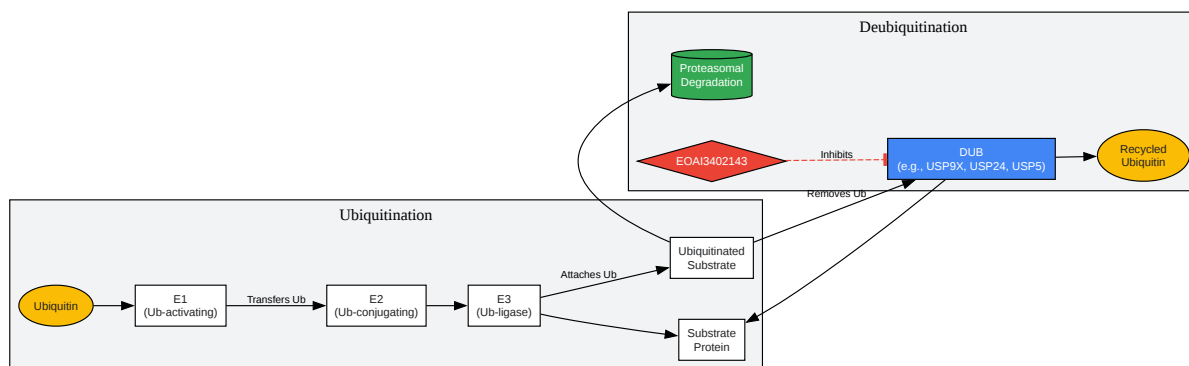 Deubiquitination
Proteasomal
Degradation
EOAI3402143
Inhibits
DUB
(e.g., USP9X, USP24, USP5)
Recycled
Ubiquitin
Removes Ub
Ubiquitination
Ubiquitinated
Substrate
Attaches Ub
Ubiquitin
E1
(Ub-activating)
Transfers Ub
E2
(Ub-conjugating)
E3
(Ub-ligase)
Substrate
Protein